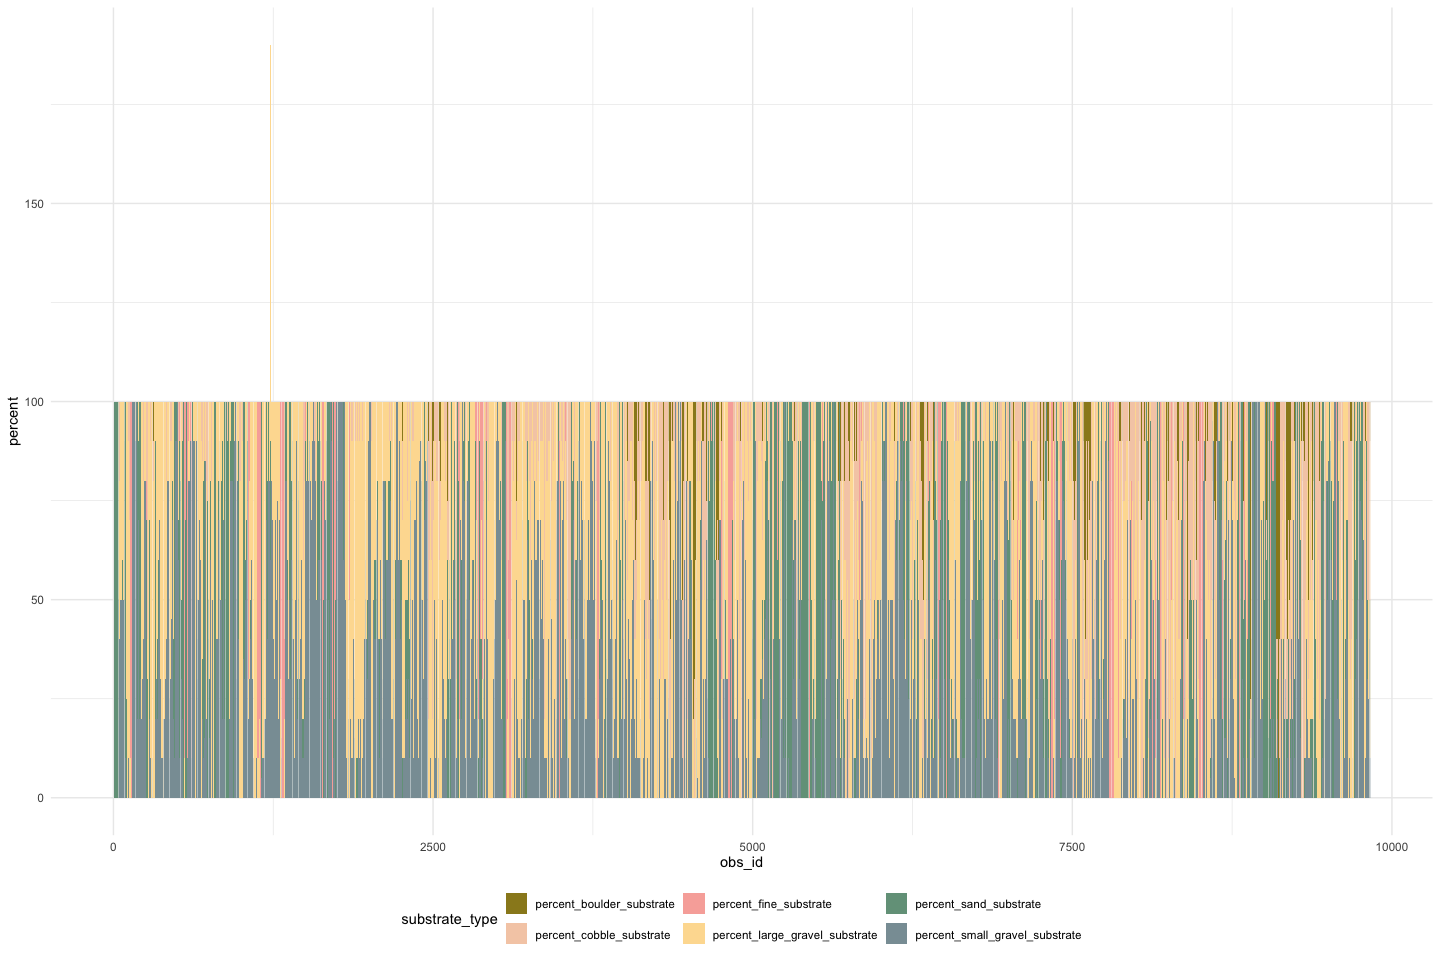 percent
150
100
50
0
0 2500 5000 7500 10000
obs_id
substrate_type
percent_boulder_substrate percent_fine_substrate percent_sand_substrate
percent_cobble_substrate percent_large_gravel_substrate percent_small_gravel_substrate